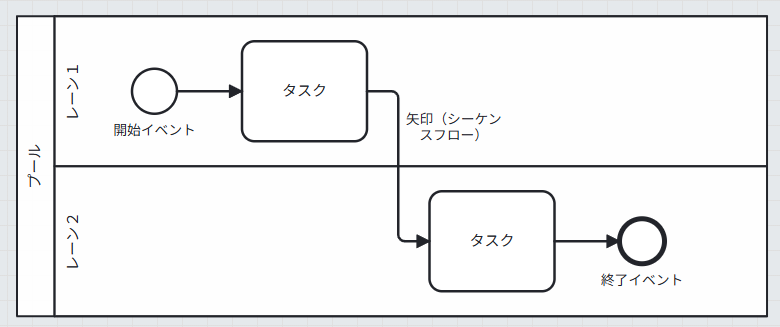 プール
レーン１
開始イベント
タスク
矢印（シーケン
スフロー）
レーン２
タスク
終了イベント